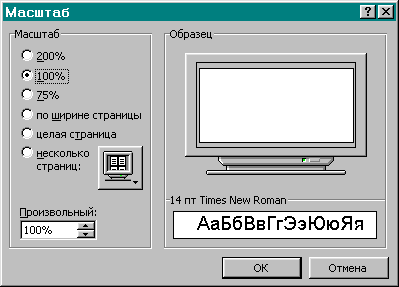 Масштаб
Масштаб
200%
100%
75%
по ширине страницы
целая страница
несколько
страниц:
Произвольный:
100%
Образец
14 пт Times New Roman
АаБбВвГгЭэЮюЯя
ОК
Отмена